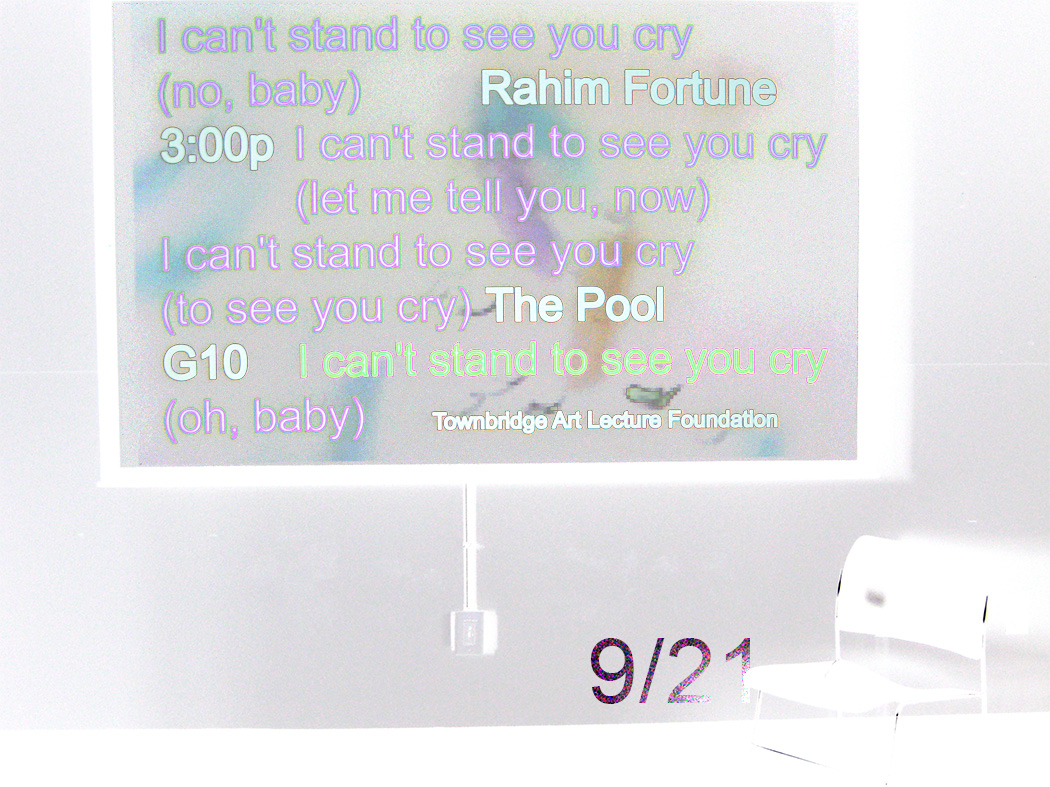 I can't stand to see you cry
(no, baby) Rahim Fortune
3:00p I can't stand to see you cry
(let me tell you, now)
I can't stand to see you cry
(to see you cry) The Pool
G10 I can't stand to see you cry
(oh, baby) Townbridge Art Lecture Foundation
9/21